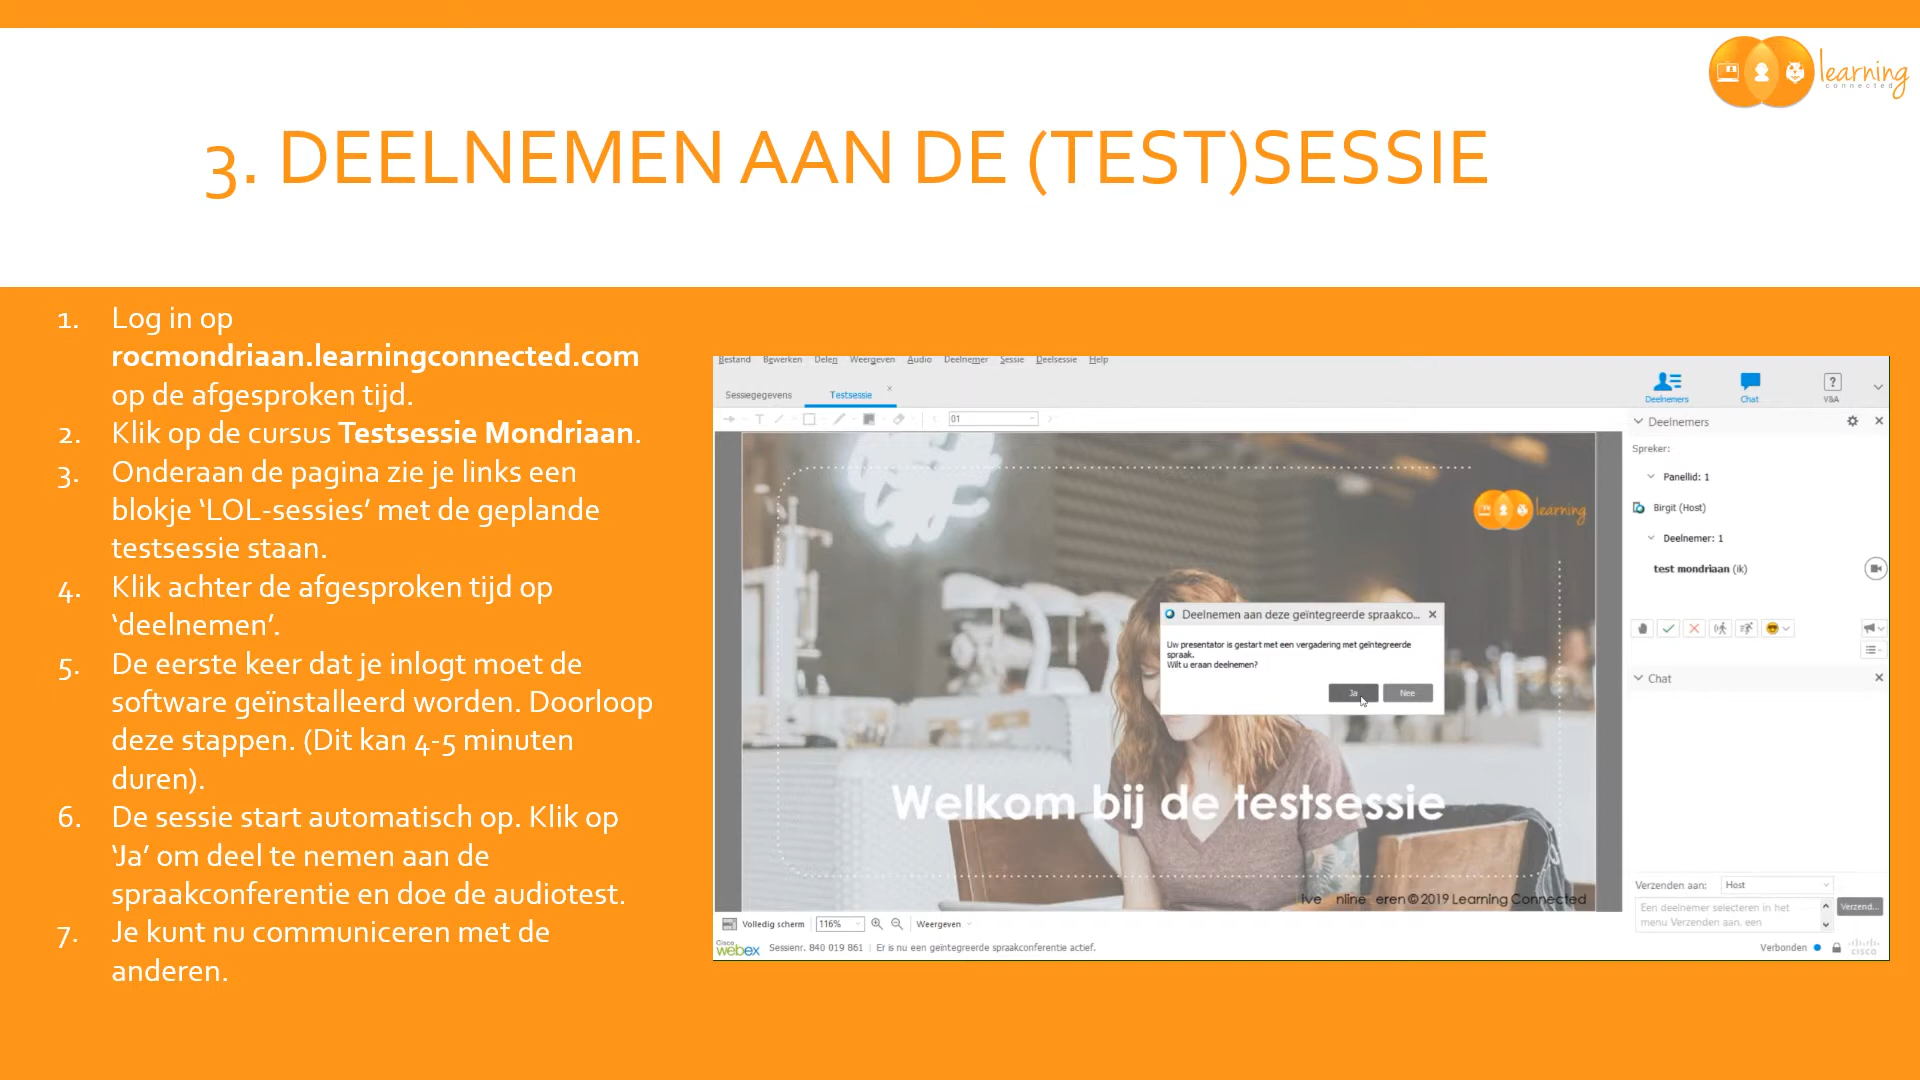 learning
connected
3. DEELNEMEN AAN DE (TEST)SESSIE
1. Log in op
rocmondriaan.learningconnected.com
op de afgesproken tijd.
2. Klik op de cursus Testsessie Mondriaan.
3. Onderaan de pagina zie je links een
blokje ‘LOL-sessies’ met de geplande
testsessie staan.
4. Klik achter de afgesproken tijd op
‘deelnemen’.
5. De eerste keer dat je inlogt moet de
software geïnstalleerd worden. Doorloop
deze stappen. (Dit kan 4-5 minuten
duren).
6. De sessie start automatisch op. Klik op
‘Ja’ om deel te nemen aan de
spraakconferentie en doe de audiotest.
7. Je kunt nu communiceren met de
anderen.
Bestand Bewerken Delen Weergeven Audio Deelnemer Sessie Deelsessie Help
Sessiegegevens Testsessie ×
Deelnemers Chat V&A
01
Deelnemers
Spreker:
Panellid: 1
Birgit (Host)
Deelnemer: 1
test mondriaan (ik)
learning
Deelnemen aan deze geïntegreerde spraakco...
Uw presentator is gestart met een vergadering met geïntegreerde
spraak.
Wilt u eraan deelnemen?
Ja Nee
Welkom bij de testsessie
ive nline eren © 2019 Learning Connected
Chat
Verzenden aan: Host
Een deelnemer selecteren in het
menu Verzenden aan, een
Verzend...
Volledig scherm 116% Weergeven
Cisco
webex Sessienr. 840 019 861 | Er is nu een geïntegreerde spraakconferentie actief.
Verbonden
cisco